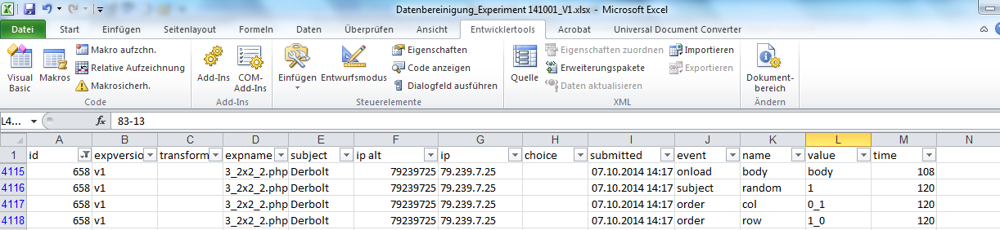 Datenbereinigung_Experiment 141001_V1.xlsx - Microsoft Excel
Datei Start Einfügen Seitenlayout Formeln Daten Überprüfen Ansicht Entwicklertools Acrobat Universal Document Converter
Visual Basic
Makros
Makro aufzchn.
Relative Aufzeichnung
Makrosicherh.
Code
Add-Ins
COM-Add-Ins
Add-Ins
Einfügen
Entwurfsmodus
Eigenschaften
Code anzeigen
Dialogfeld ausführen
Steuerelemente
Quelle
Eigenschaften zuordnen
Erweiterungspakete
Daten aktualisieren
Importieren
Exportieren
XML
Dokument-
bereich
Ändern
L4... fx 83-13
A B C D E F G H I J K L M N
1 id expversio transform expname subject ip alt ip choice submitted event name value time
4115 658 v1 3_2x2_2.php Derbolt 79239725 79.239.7.25 07.10.2014 14:17 onload body body 108
4116 658 v1 3_2x2_2.php Derbolt 79239725 79.239.7.25 07.10.2014 14:17 subject random 1 120
4117 658 v1 3_2x2_2.php Derbolt 79239725 79.239.7.25 07.10.2014 14:17 order col 0_1 120
4118 658 v1 3_2x2_2.php Derbolt 79239725 79.239.7.25 07.10.2014 14:17 order row 1_0 120